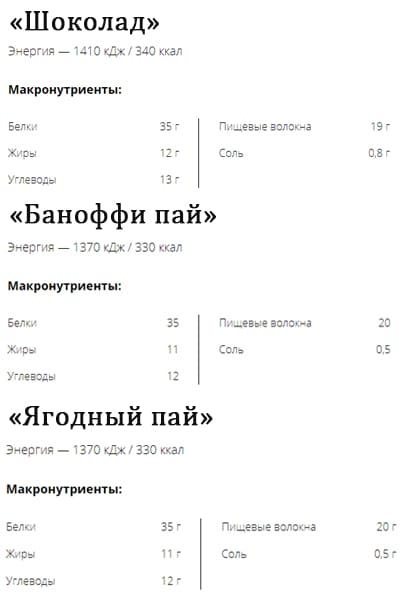 «Шоколад»
Энергия — 1410 кДж / 340 ккал
Макронутриенты:
Белки 35 г Пищевые волокна 19 г
Жиры 12 г Соль 0,8 г
Углеводы 13 г
«Баноффи пай»
Энергия — 1370 кДж / 330 ккал
Макронутриенты:
Белки 35 Пищевые волокна 20
Жиры 11 Соль 0,5
Углеводы 12
«Ягодный пай»
Энергия — 1370 кДж / 330 ккал
Макронутриенты:
Белки 35 г Пищевые волокна 20 г
Жиры 11 г Соль 0,5 г
Углеводы 12 г